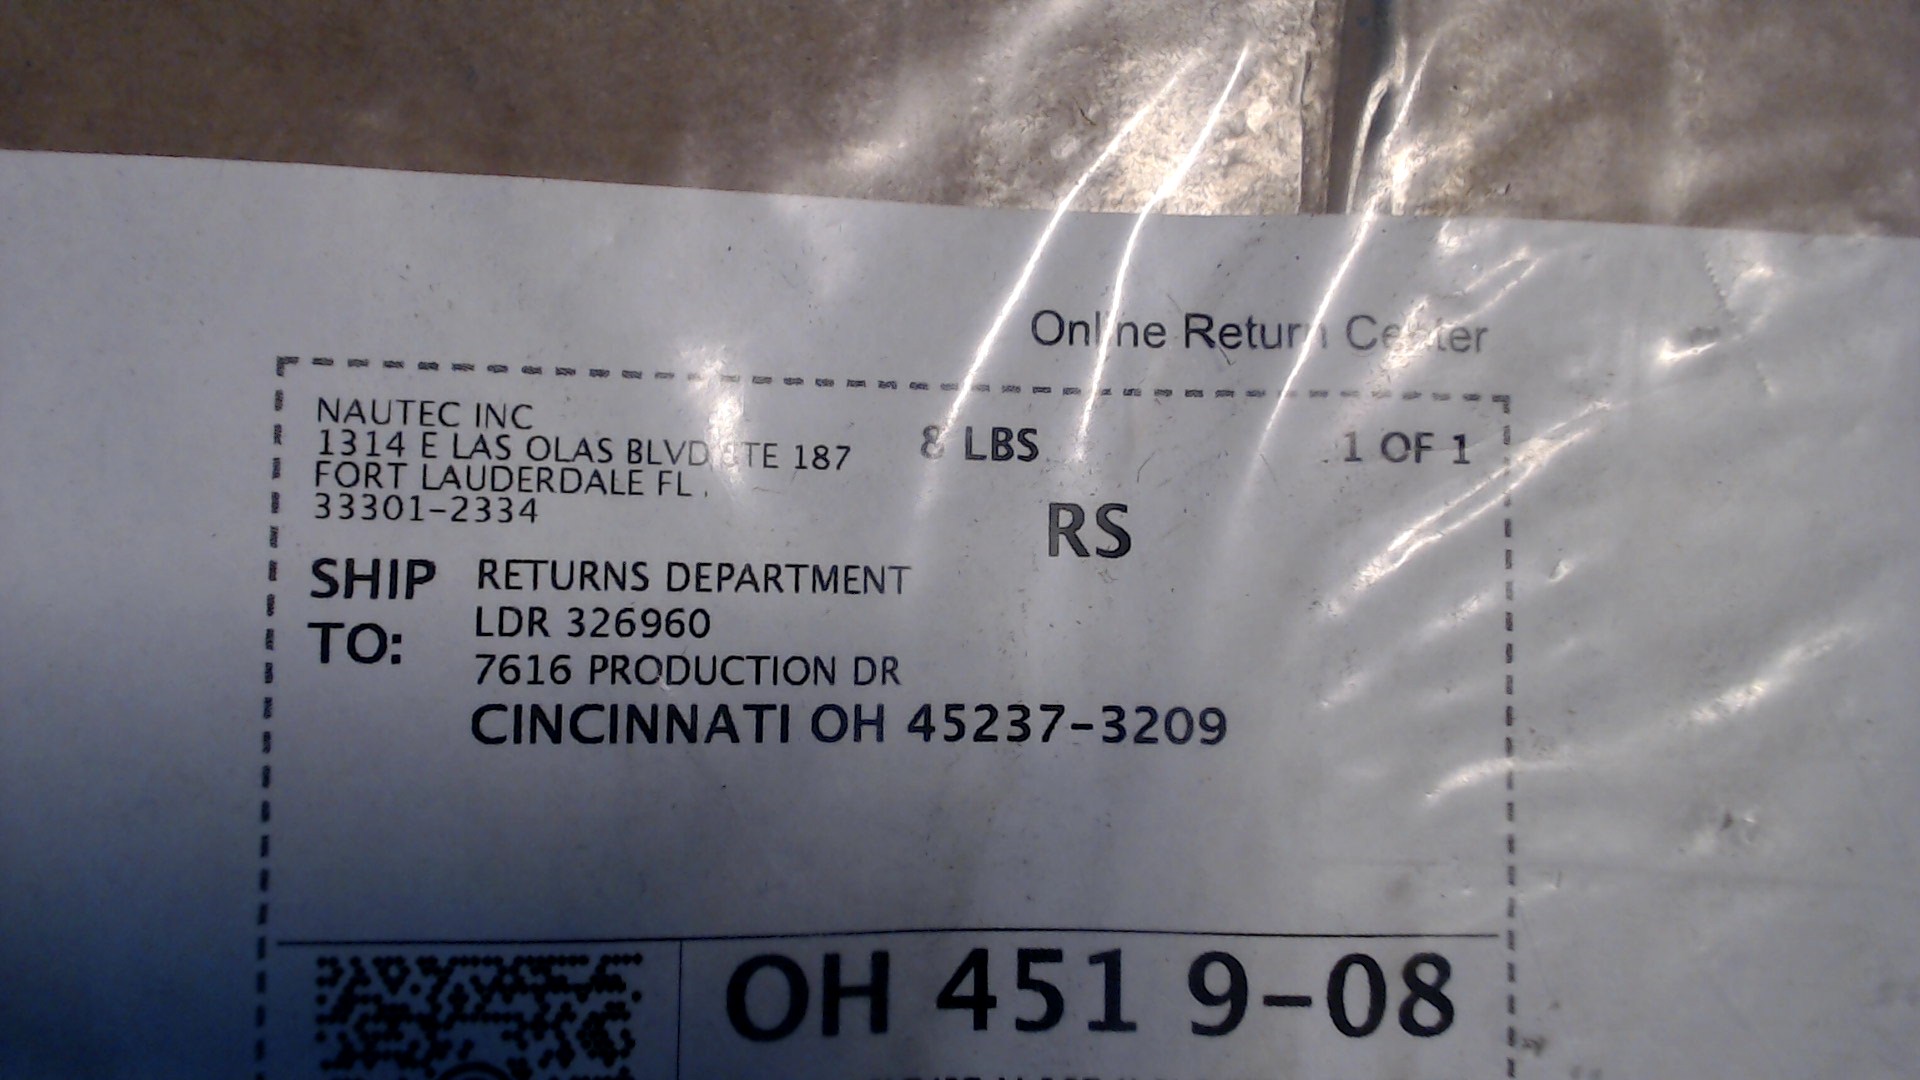 Online Return Center
NAUTEC INC
1314 E LAS OLAS BLVD STE 187
FORT LAUDERDALE FL
33301-2334
8 LBS
1 OF 1
RS
SHIP TO:
RETURNS DEPARTMENT
LDR 326960
7616 PRODUCTION DR
CINCINNATI OH 45237-3209
OH 451 9-08